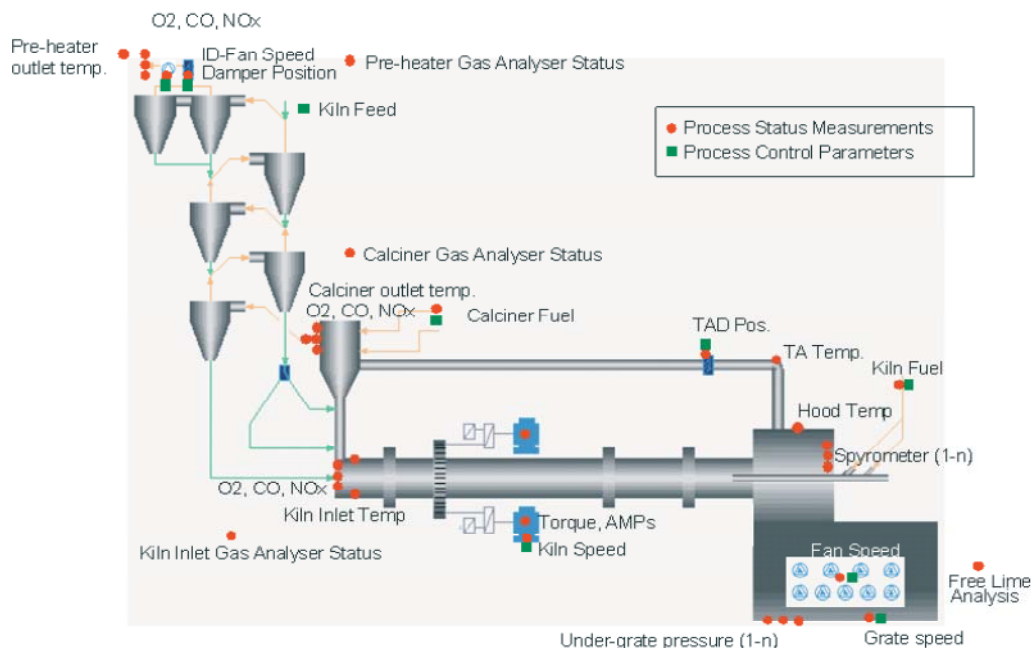 O2, CO, NOx
Pre-heater
outlet temp.
ID-Fan Speed
Damper Position
Pre-heater Gas Analyser Status
Kiln Feed
Process Status Measurements
Process Control Parameters
Calciner Gas Analyser Status
Calciner outlet temp.
O2, CO, NOx
Calciner Fuel
TAD Pos.
TA Temp.
Kiln Fuel
Hood Temp
Spyrometer (1-n)
O2, CO, NOx
Kiln Inlet Temp
Torque, AMPs
Kiln Speed
Kiln Inlet Gas Analyser Status
Fan Speed
Free Lime
Analysis
Under-grate pressure (1-n)
Grate speed